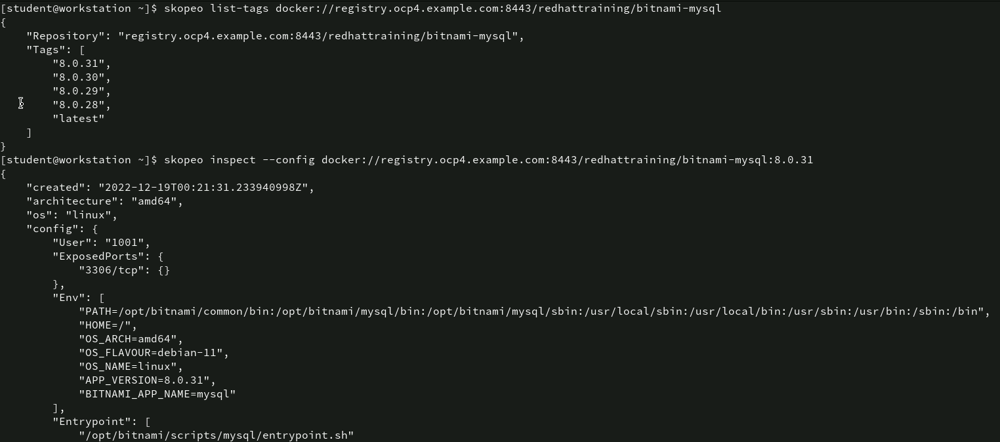 [student@workstation ~]$ skopeo list-tags docker://registry.ocp4.example.com:8443/redhattraining/bitnami-mysql
{
    "Repository": "registry.ocp4.example.com:8443/redhattraining/bitnami-mysql",
    "Tags": [
        "8.0.31",
        "8.0.30",
        "8.0.29",
        "8.0.28",
        "latest"
    ]
}
[student@workstation ~]$ skopeo inspect --config docker://registry.ocp4.example.com:8443/redhattraining/bitnami-mysql:8.0.31
{
    "created": "2022-12-19T00:21:31.233940998Z",
    "architecture": "amd64",
    "os": "linux",
    "config": {
        "User": "1001",
        "ExposedPorts": {
            "3306/tcp": {}
        },
        "Env": [
            "PATH=/opt/bitnami/common/bin:/opt/bitnami/mysql/bin:/opt/bitnami/mysql/sbin:/usr/local/sbin:/usr/local/bin:/usr/sbin:/usr/bin:/sbin:/bin",
            "HOME=/",
            "OS_ARCH=amd64",
            "OS_FLAVOUR=debian-11",
            "OS_NAME=linux",
            "APP_VERSION=8.0.31",
            "BITNAMI_APP_NAME=mysql"
        ],
        "Entrypoint": [
            "/opt/bitnami/scripts/mysql/entrypoint.sh"